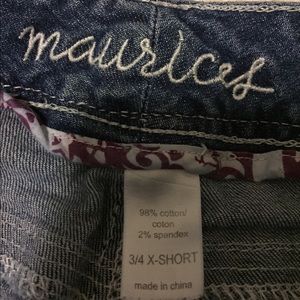 maurices
98% cotton/
coton
2% spandex
3/4 X-SHORT
made in china